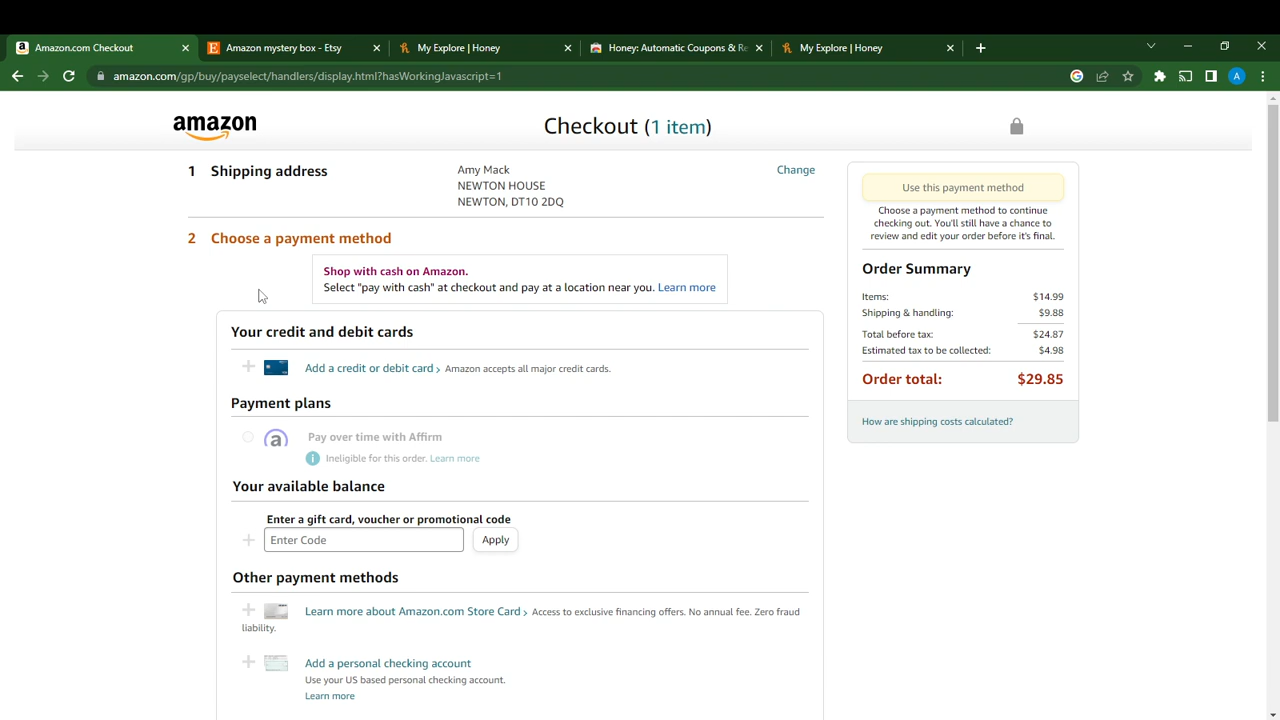 Amazon.com Checkout
Amazon mystery box - Etsy
My Explore | Honey
Honey: Automatic Coupons & Re
My Explore | Honey
amazon.com/gp/buy/payselect/handlers/display.html?hasWorkingJavascript=1
A
amazon
Checkout (1 item)
1 Shipping address
Amy Mack
NEWTON HOUSE
NEWTON, DT10 2DQ
Change
2 Choose a payment method
Shop with cash on Amazon.
Select "pay with cash" at checkout and pay at a location near you. Learn more
Your credit and debit cards
Add a credit or debit card › Amazon accepts all major credit cards.
Payment plans
Pay over time with Affirm
Ineligible for this order. Learn more
Your available balance
Enter a gift card, voucher or promotional code
Enter Code
Apply
Other payment methods
Learn more about Amazon.com Store Card › Access to exclusive financing offers. No annual fee. Zero fraud
liability.
Add a personal checking account
Use your US based personal checking account.
Learn more
Use this payment method
Choose a payment method to continue
checking out. You'll still have a chance to
review and edit your order before it's final.
Order Summary
Items: $14.99
Shipping & handling: $9.88
Total before tax: $24.87
Estimated tax to be collected: $4.98
Order total: $29.85
How are shipping costs calculated?